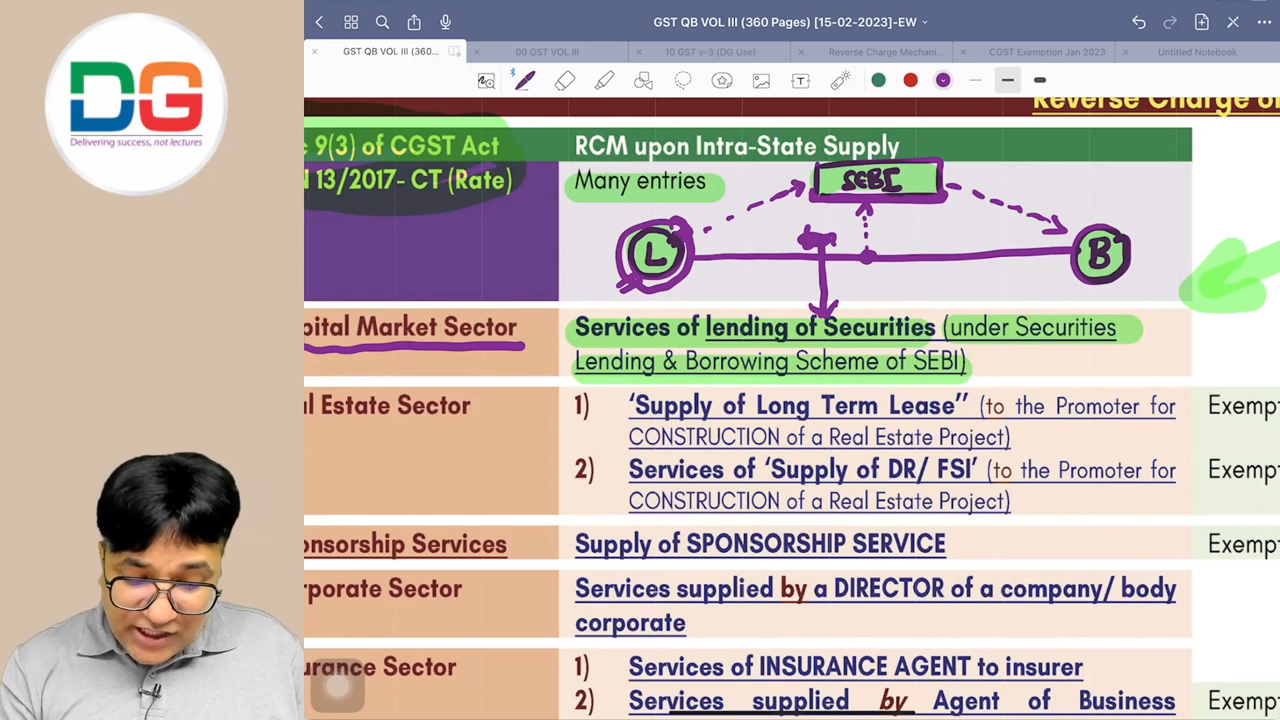 GST QB VOL III (360 Pages) [15-02-2023]-EW
GST QB VOL III (360...
00 GST VOL III
10 GST v-3 (DG Use)
Reverse Charge Mechani...
CGST Exemption Jan 2023
Untitled Notebook
DG
Delivering success, not lectures
Reverse Charge o
c 9(3) of CGST Act
RCM upon Intra-State Supply
13/2017- CT (Rate)
Many entries
SEBI
L
B
pital Market Sector
Services of lending of Securities (under Securities
Lending & Borrowing Scheme of SEBI)
l Estate Sector
1) ‘Supply of Long Term Lease’’ (to the Promoter for
Exemp
CONSTRUCTION of a Real Estate Project)
2) Services of ‘Supply of DR/ FSI’ (to the Promoter for
Exemp
CONSTRUCTION of a Real Estate Project)
onsorship Services
Supply of SPONSORSHIP SERVICE
Exemp
rporate Sector
Services supplied by a DIRECTOR of a company/ body
corporate
urance Sector
1) Services of INSURANCE AGENT to insurer
2) Services supplied by Agent of Business
Exemp